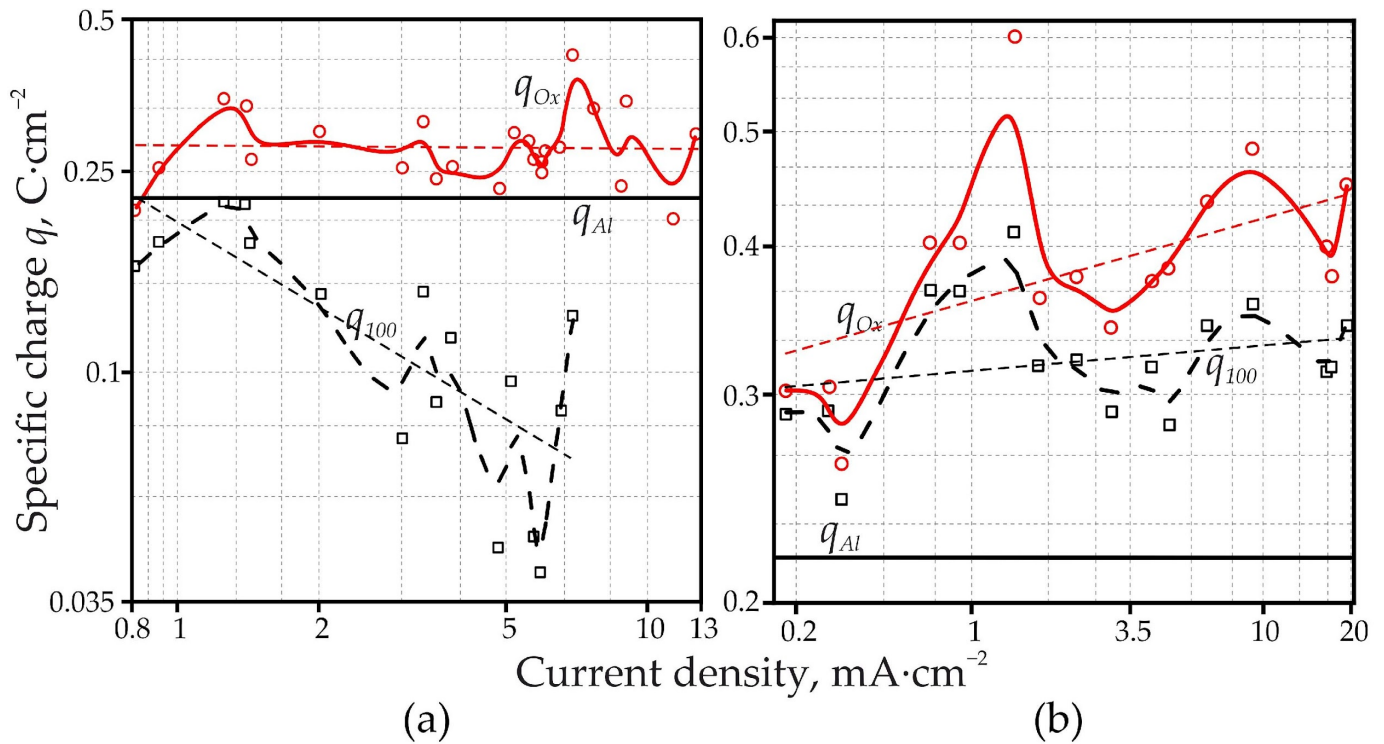 Specific charge q, C·cm⁻²
0.5
0.25
0.1
0.035
0.8 1 2 5 10 13
q_Ox
q_Al
q_100
0.6
0.5
0.4
0.3
0.2
0.2 1 3.5 10 20
q_Ox
q_100
q_Al
Current density, mA·cm⁻²
(a) (b)